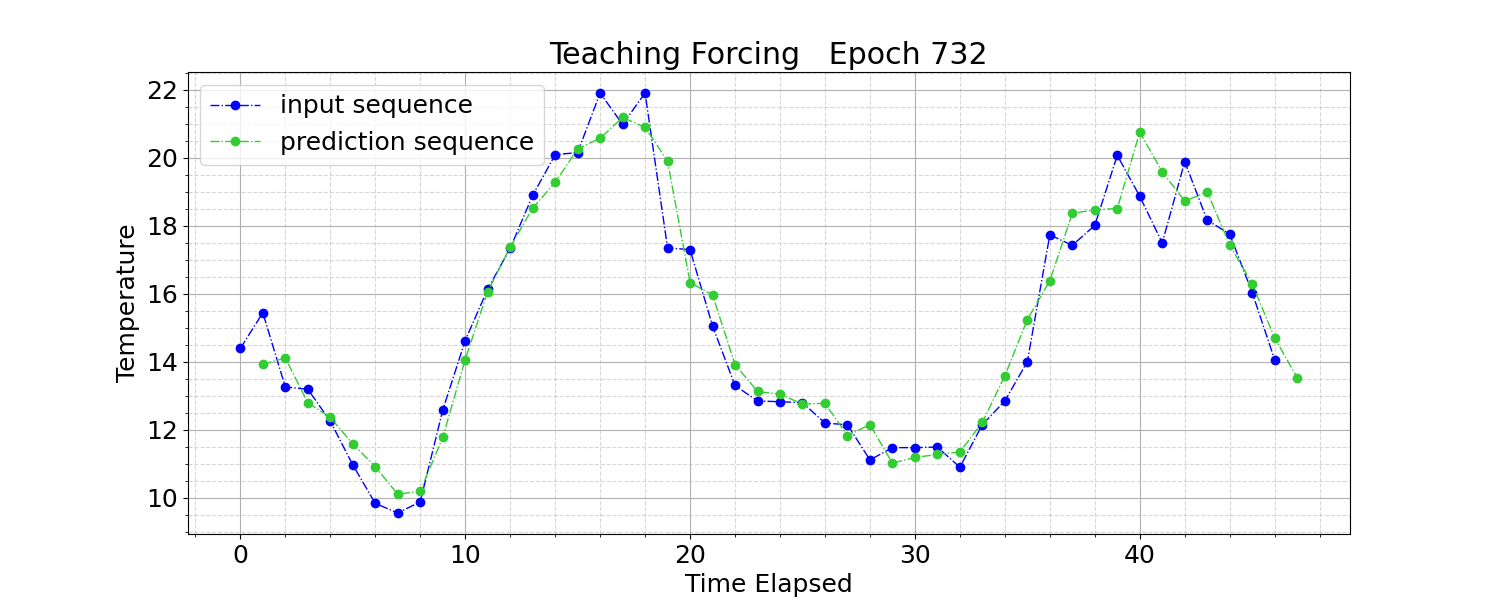 Teaching Forcing   Epoch 732
input sequence
prediction sequence
Temperature
22
20
18
16
14
12
10
0 10 20 30 40
Time Elapsed